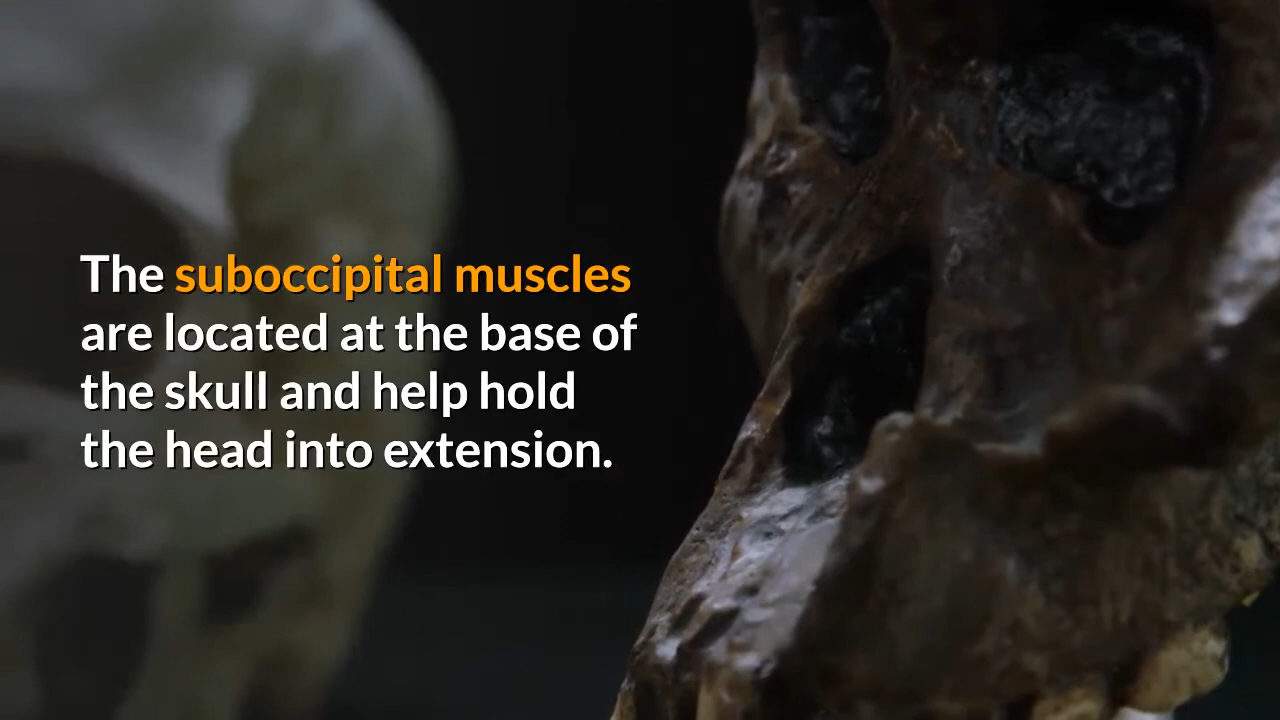 The suboccipital muscles
are located at the base of
the skull and help hold
the head into extension.